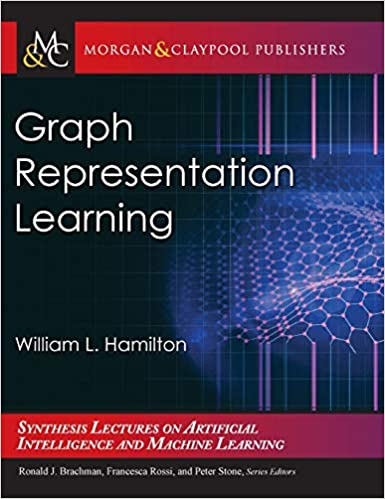 M&C MORGAN&CLAYPOOL PUBLISHERS
Graph
Representation
Learning
William L. Hamilton
SYNTHESIS LECTURES ON ARTIFICIAL
INTELLIGENCE AND MACHINE LEARNING
Ronald J. Brachman, Francesca Rossi, and Peter Stone, Series Editors